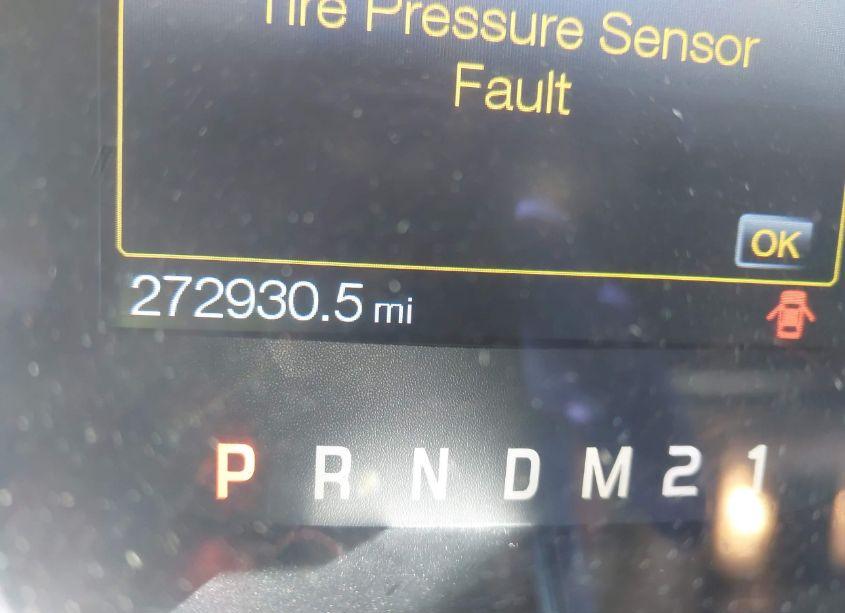 Tire Pressure Sensor
Fault
OK
272930.5 mi
P R N D M 2 1